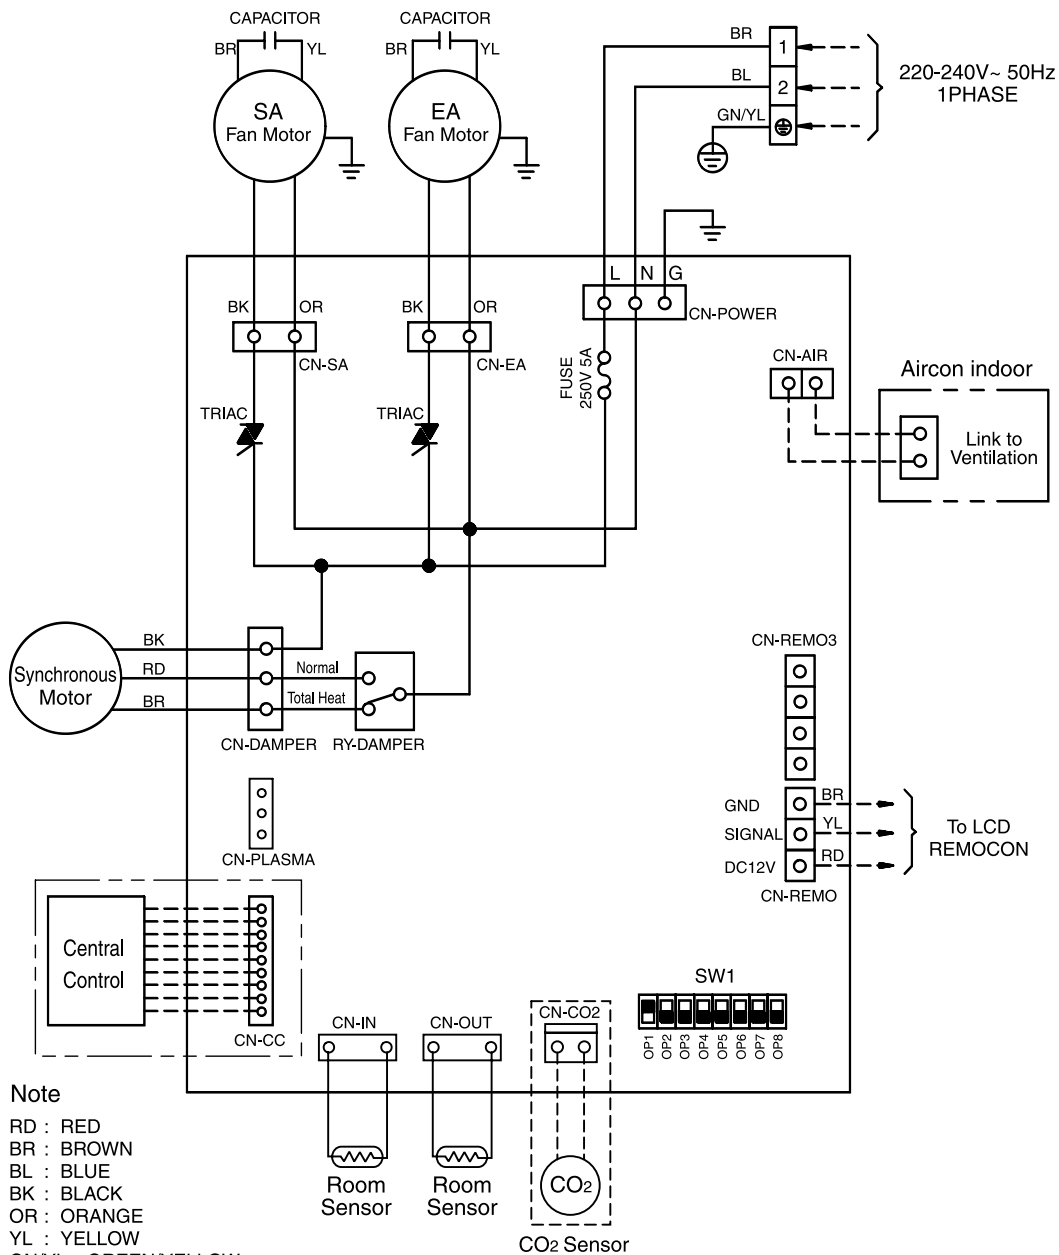 CAPACITOR
BR
YL
SA
Fan Motor
CAPACITOR
BR
YL
EA
Fan Motor
BR
1
BL
2
GN/YL
220-240V~ 50Hz
1PHASE
L N G
CN-POWER
BK
OR
CN-SA
BK
OR
CN-EA
FUSE
250V 5A
TRIAC
TRIAC
CN-AIR
Aircon indoor
Link to
Ventilation
Synchronous
Motor
BK
RD
BR
Normal
Total Heat
CN-DAMPER
RY-DAMPER
CN-PLASMA
CN-REMO3
GND
SIGNAL
DC12V
BR
YL
RD
CN-REMO
To LCD
REMOCON
Central
Control
CN-CC
SW1
OP1
OP2
OP3
OP4
OP5
OP6
OP7
OP8
CN-IN
CN-OUT
CN-CO2
Room
Sensor
Room
Sensor
CO2
CO2 Sensor
Note
RD : RED
BR : BROWN
BL : BLUE
BK : BLACK
OR : ORANGE
YL : YELLOW